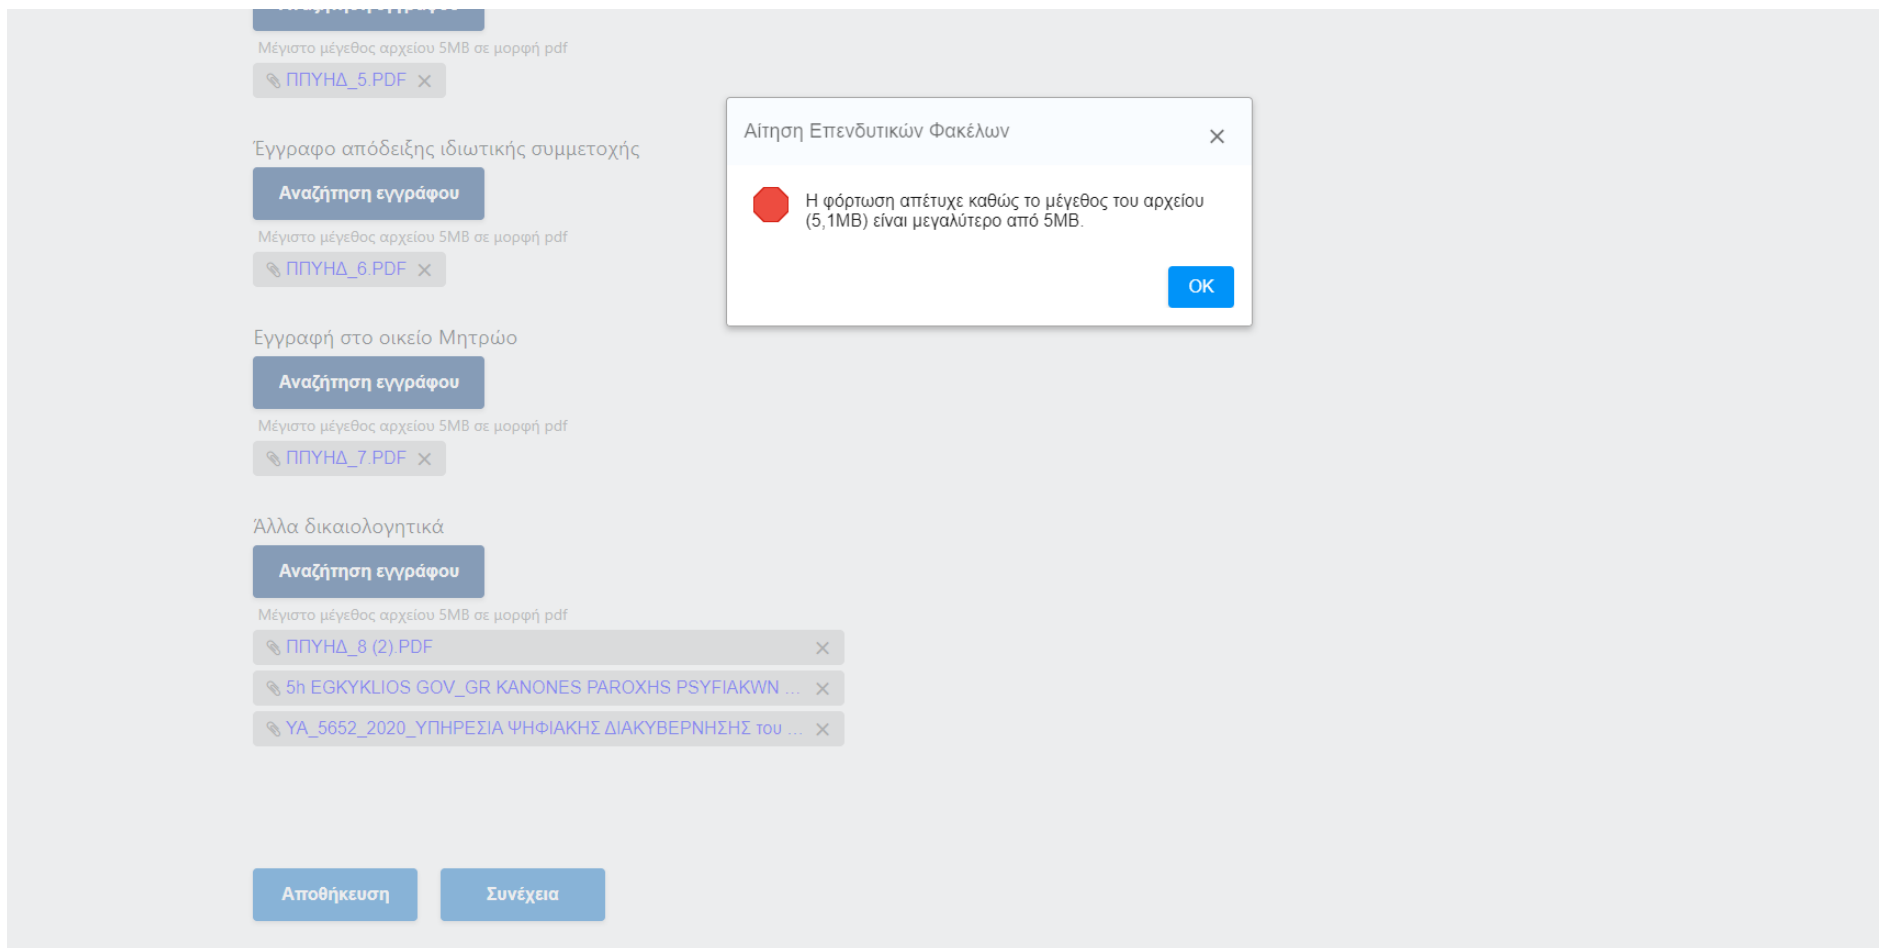 Αναζήτηση εγγράφου
Μέγιστο μέγεθος αρχείου 5MB σε μορφή pdf
ΠΠΥΗΔ_5.PDF
Έγγραφο απόδειξης ιδιωτικής συμμετοχής
Αναζήτηση εγγράφου
Μέγιστο μέγεθος αρχείου 5MB σε μορφή pdf
ΠΠΥΗΔ_6.PDF
Εγγραφή στο οικείο Μητρώο
Αναζήτηση εγγράφου
Μέγιστο μέγεθος αρχείου 5MB σε μορφή pdf
ΠΠΥΗΔ_7.PDF
Άλλα δικαιολογητικά
Αναζήτηση εγγράφου
Μέγιστο μέγεθος αρχείου 5MB σε μορφή pdf
ΠΠΥΗΔ_8 (2).PDF
5h EGKYKLIOS GOV_GR KANONES PAROXHS PSYFIAKWN ...
ΥΑ_5652_2020_ΥΠΗΡΕΣΙΑ ΨΗΦΙΑΚΗΣ ΔΙΑΚΥΒΕΡΝΗΣΗΣ του ...
Αποθήκευση
Συνέχεια
Αίτηση Επενδυτικών Φακέλων
Η φόρτωση απέτυχε καθώς το μέγεθος του αρχείου
(5,1MB) είναι μεγαλύτερο από 5MB.
OK